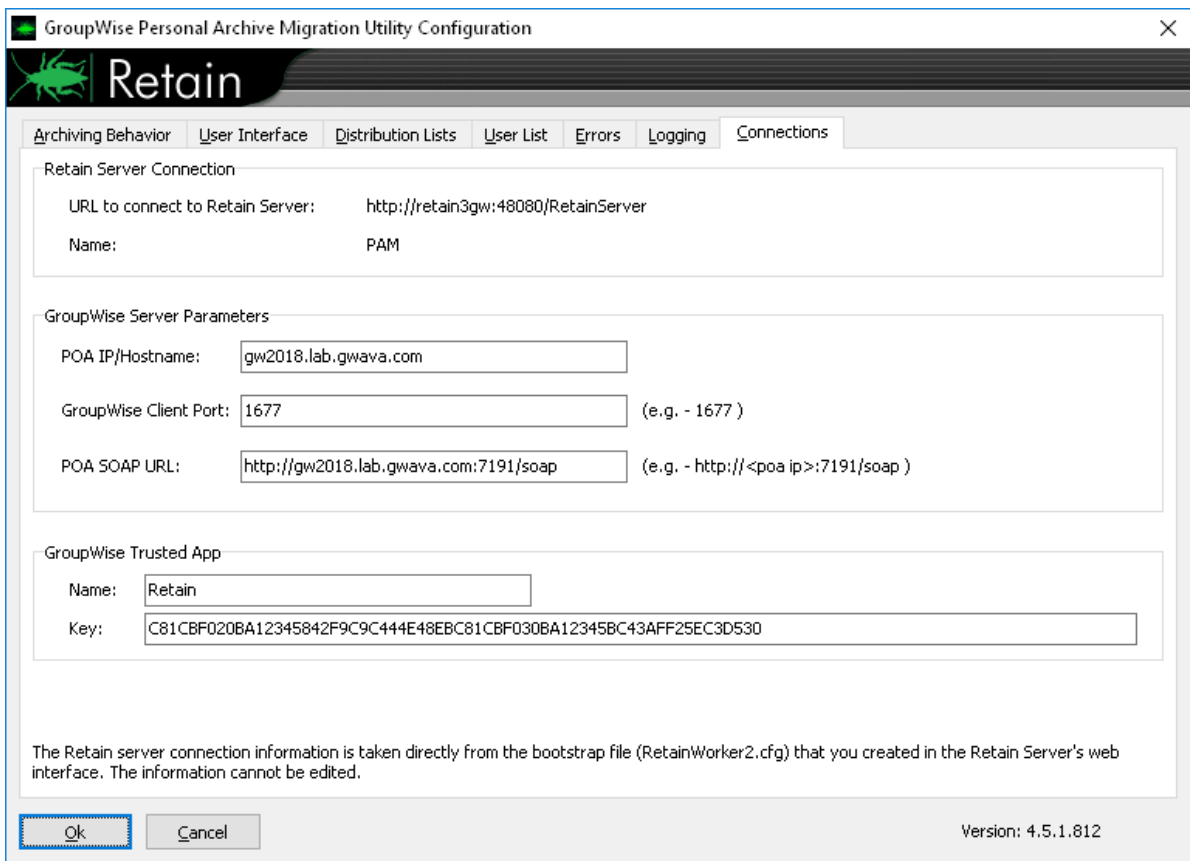 GroupWise Personal Archive Migration Utility Configuration
Retain
Archiving Behavior User Interface Distribution Lists User List Errors Logging Connections
Retain Server Connection
URL to connect to Retain Server: http://retain3gw:48080/RetainServer
Name: PAM
GroupWise Server Parameters
POA IP/Hostname: gw2018.lab.gwava.com
GroupWise Client Port: 1677 (e.g. - 1677 )
POA SOAP URL: http://gw2018.lab.gwava.com:7191/soap (e.g. - http://<poa ip>:7191/soap )
GroupWise Trusted App
Name: Retain
Key: C81CBF020BA12345842F9C9C444E48EBC81CBF030BA12345BC43AFF25EC3D530
The Retain server connection information is taken directly from the bootstrap file (RetainWorker2.cfg) that you created in the Retain Server's web
interface. The information cannot be edited.
Ok Cancel Version: 4.5.1.812